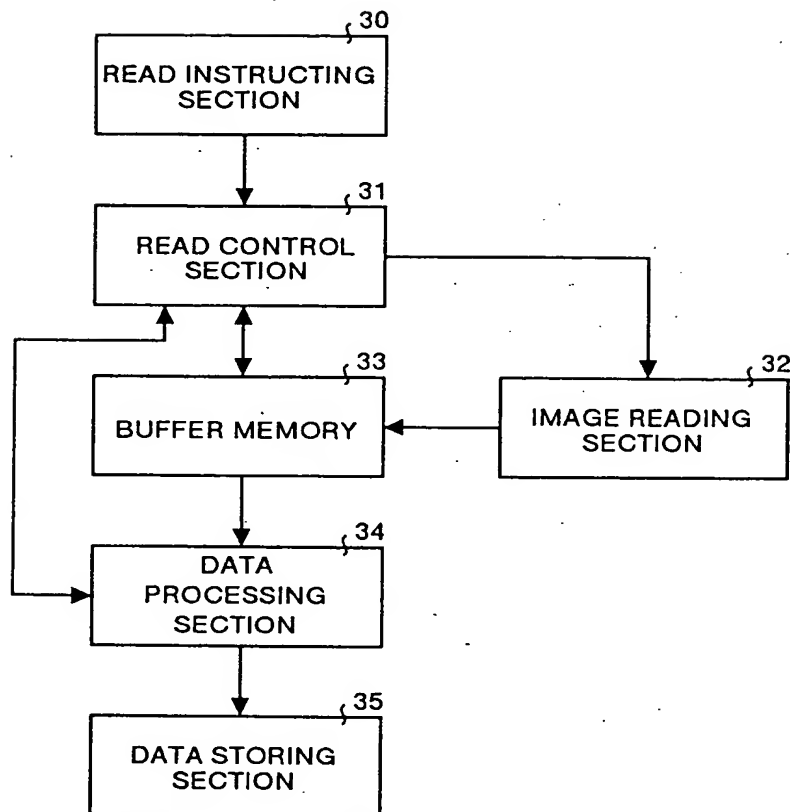 30
READ INSTRUCTING
SECTION
31
READ CONTROL
SECTION
33
BUFFER MEMORY
32
IMAGE READING
SECTION
34
DATA
PROCESSING
SECTION
35
DATA STORING
SECTION